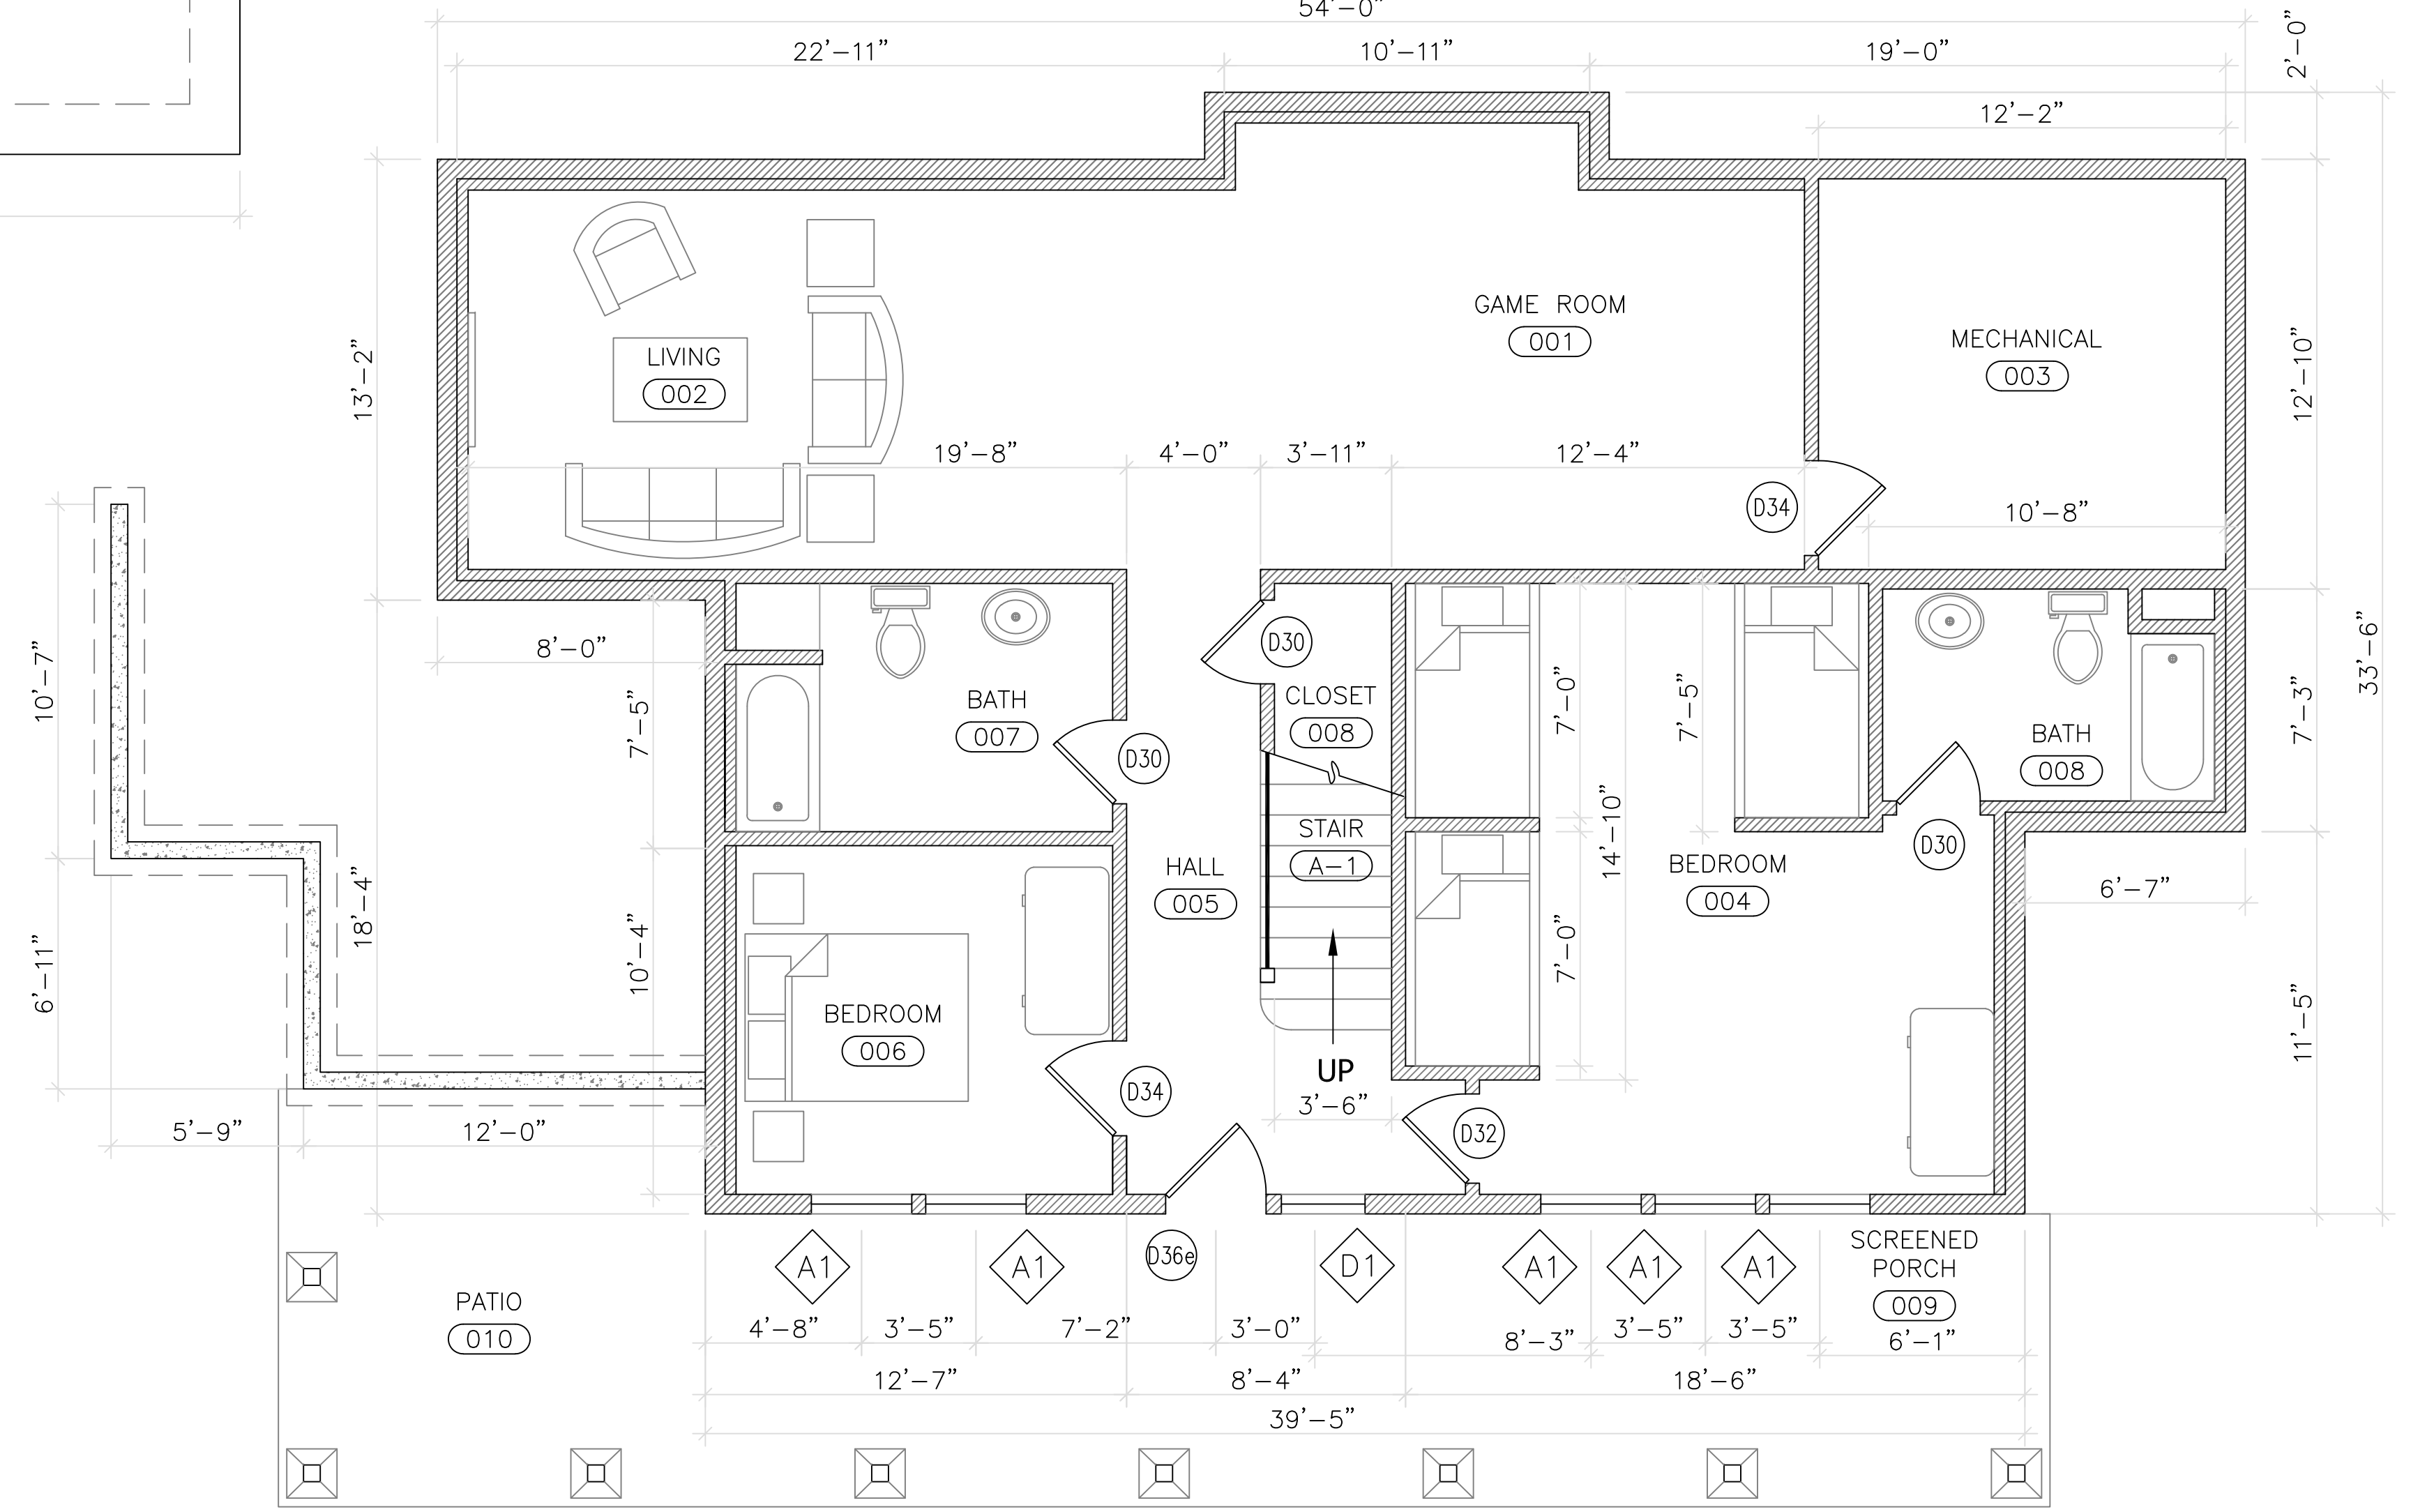 54'-0"
2'-0"
22'-11"
10'-11"
19'-0"
12'-2"
13'-2"
LIVING
002
GAME ROOM
001
MECHANICAL
003
12'-10"
19'-8"
4'-0"
3'-11"
12'-4"
D34
10'-8"
8'-0"
10'-7"
7'-5"
BATH
007
D30
D30
CLOSET
008
7'-0"
7'-5"
BATH
008
7'-3"
33'-6"
STAIR
A-1
14'-10"
D30
HALL
005
BEDROOM
004
6'-7"
18'-4"
6'-11"
10'-4"
7'-0"
BEDROOM
006
11'-5"
UP
D34
3'-6"
D32
5'-9"
12'-0"
A1
A1
D36e
D1
A1
A1
A1
SCREENED
PORCH
009
PATIO
010
4'-8"
3'-5"
7'-2"
3'-0"
8'-3"
3'-5"
3'-5"
6'-1"
12'-7"
8'-4"
18'-6"
39'-5"